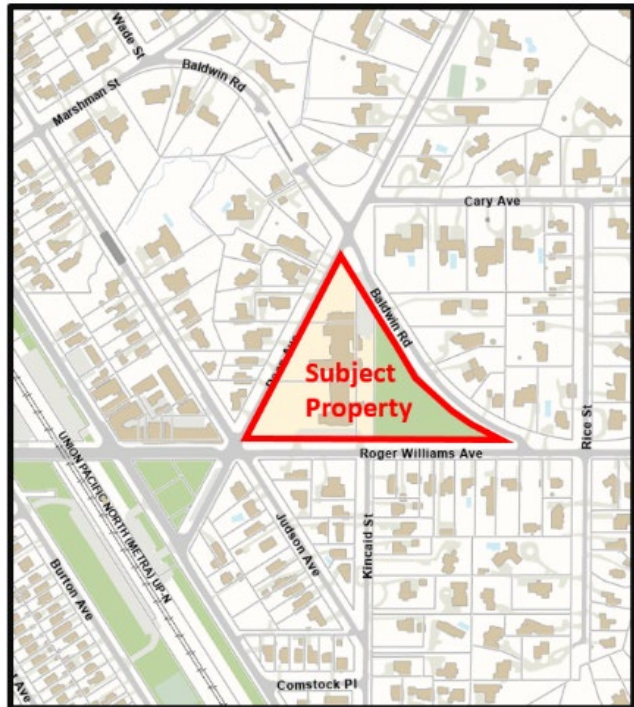 Wade St
Baldwin Rd
Marshman St
Cary Ave
Baldwin Rd
Subject
Property
Rice St
Roger Williams Ave
UNION PACIFIC NORTH (METRA) UP-N
Judson Ave
Kincaid St
Burton Ave
Comstock Pl
Ave